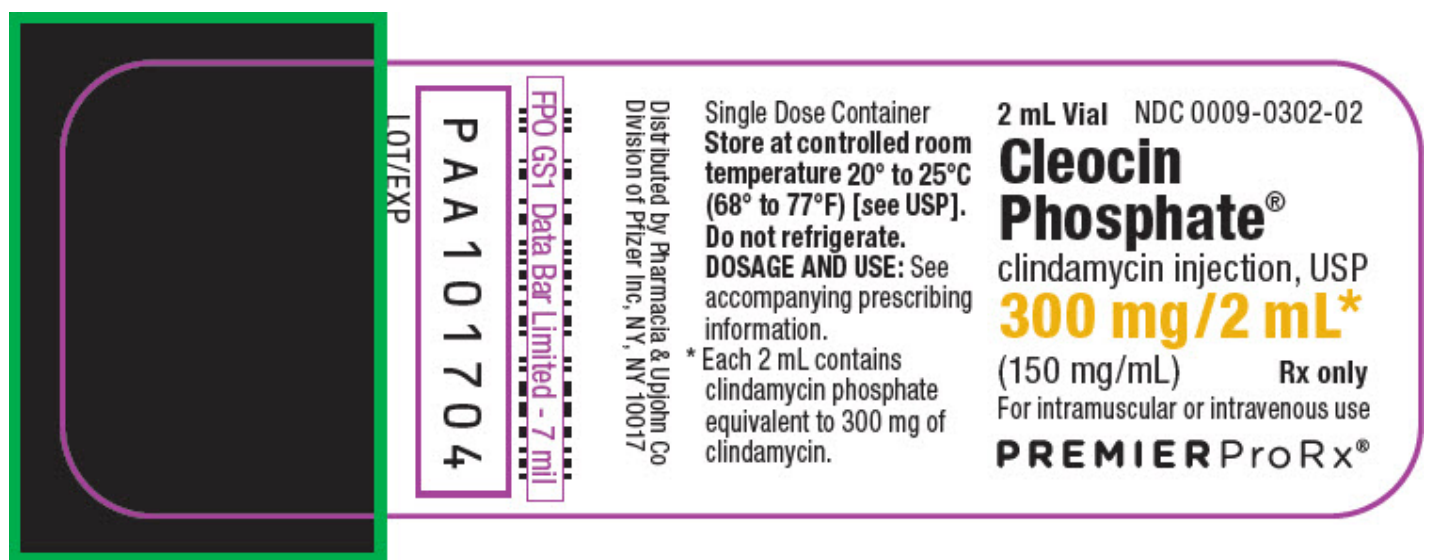 LOT/EXP
PAA101704
FPO GS1 Data Bar Limited - 7 mil
Distributed by Pharmacia & Upjohn Co
Division of Pfizer Inc, NY, NY 10017
Single Dose Container
Store at controlled room
temperature 20° to 25°C
(68° to 77°F) [see USP].
Do not refrigerate.
DOSAGE AND USE: See
accompanying prescribing
information.
* Each 2 mL contains
clindamycin phosphate
equivalent to 300 mg of
clindamycin.
2 mL Vial NDC 0009-0302-02
Cleocin
Phosphate®
clindamycin injection, USP
300 mg/2 mL*
(150 mg/mL) Rx only
For intramuscular or intravenous use
PREMIERProRx®